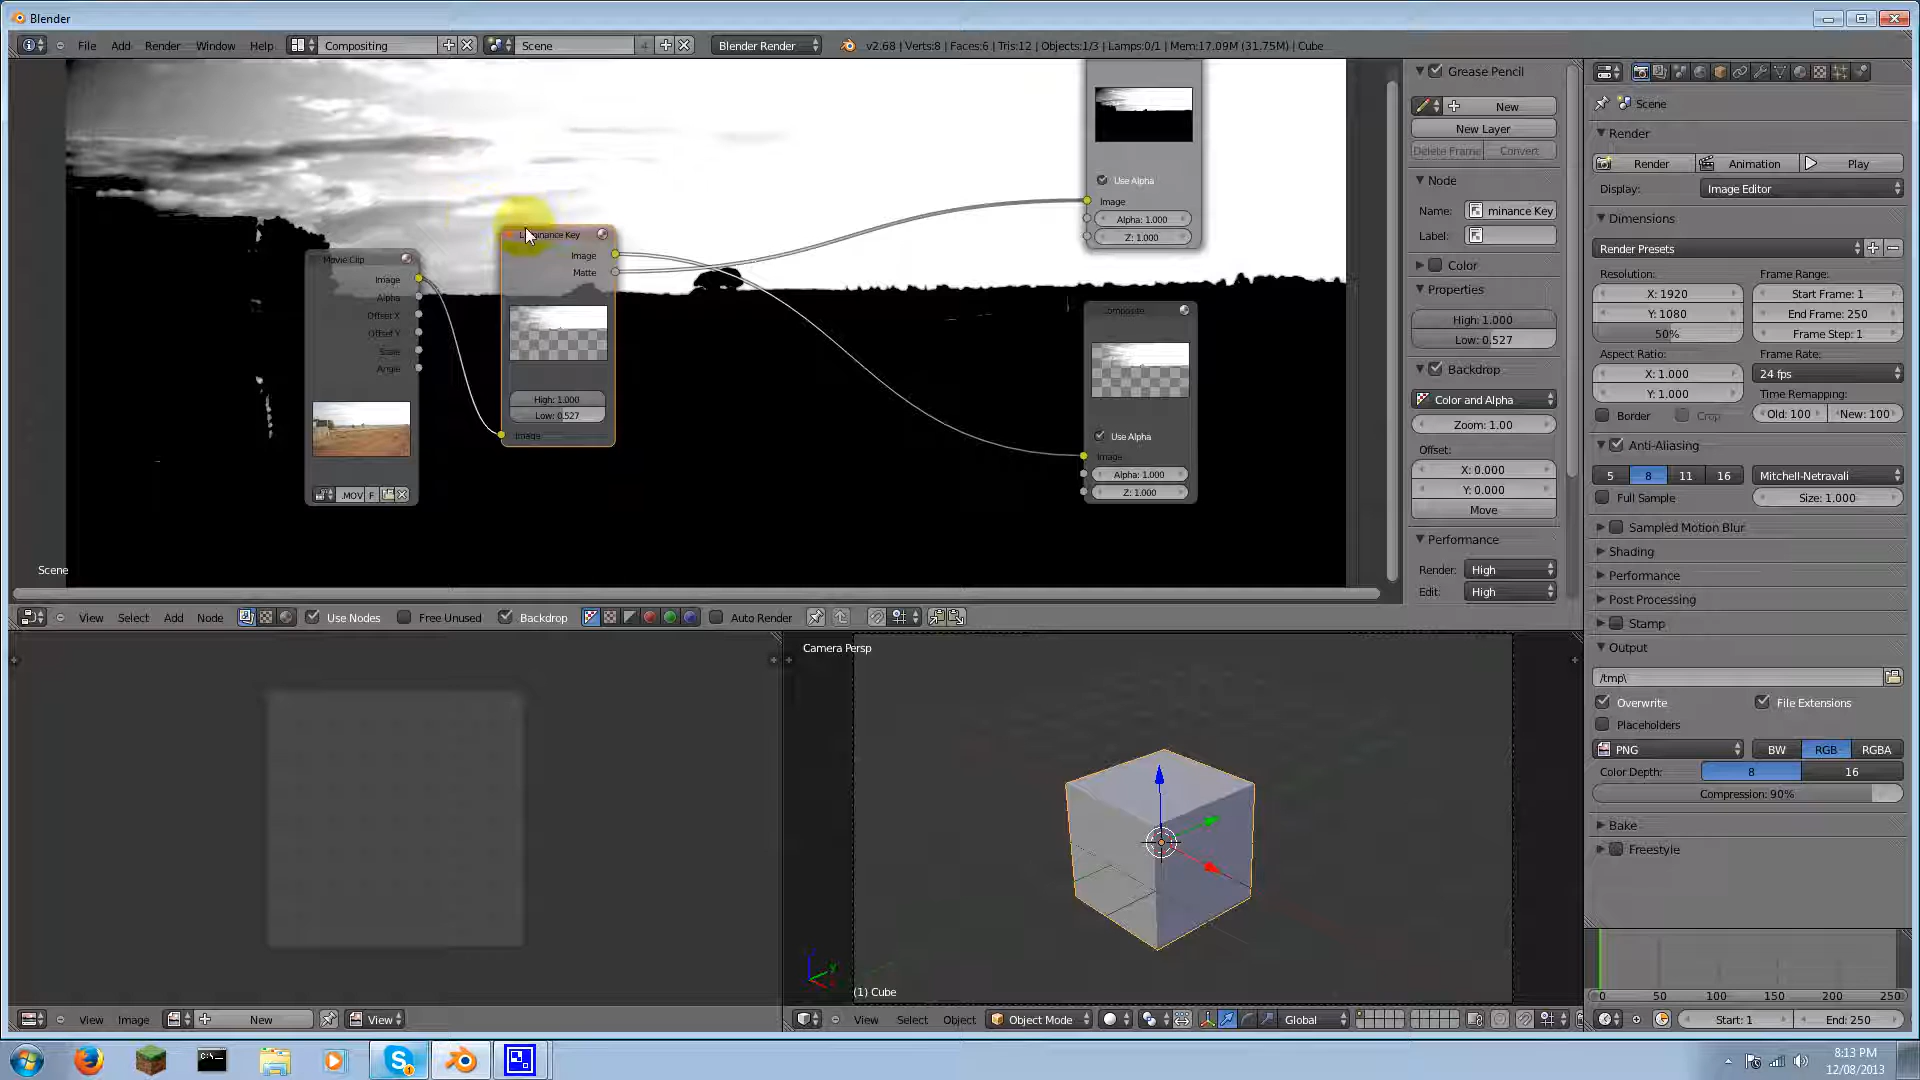 Blender
File Add Render Window Help Compositing Scene 4 Blender Render v2.68 | Verts:8 | Faces:6 | Tris:12 | Objects:1/3 | Lamps:0/1 | Mem:17.09M (31.75M) | Cube
Movie Clip
Image
Alpha
Offset X
Offset Y
Scale
Angle
.MOV F
Luminance Key
Image
Matte
High: 1.000
Low: 0.527
Image
Use Alpha
Image
Alpha: 1.000
Z: 1.000
Composite
Use Alpha
Image
Alpha: 1.000
Z: 1.000
Scene
Grease Pencil
New
New Layer
Delete Frame Convert
Node
Name: minance Key
Label:
Color
Properties
High: 1.000
Low: 0.527
Backdrop
Color and Alpha
Zoom: 1.00
Offset:
X: 0.000
Y: 0.000
Move
Performance
Render: High
Edit: High
View Select Add Node Use Nodes Free Unused Backdrop Auto Render
Scene
Render
Render Animation Play
Display: Image Editor
Dimensions
Render Presets
Resolution: Frame Range:
X: 1920 Start Frame: 1
Y: 1080 End Frame: 250
50% Frame Step: 1
Aspect Ratio: Frame Rate:
X: 1.000 24 fps
Y: 1.000 Time Remapping:
Border Crop Old: 100 New: 100
Anti-Aliasing
5 8 11 16 Mitchell-Netravali
Full Sample Size: 1.000
Sampled Motion Blur
Shading
Performance
Post Processing
Stamp
Output
/tmp\
Overwrite File Extensions
Placeholders
PNG BW RGB RGBA
Color Depth: 8 16
Compression: 90%
Bake
Freestyle
Camera Persp
(1) Cube
View Image New View
View Select Object Object Mode Global
0 50 100 150 200 250
Start: 1 End: 250
8:13 PM
12/08/2013